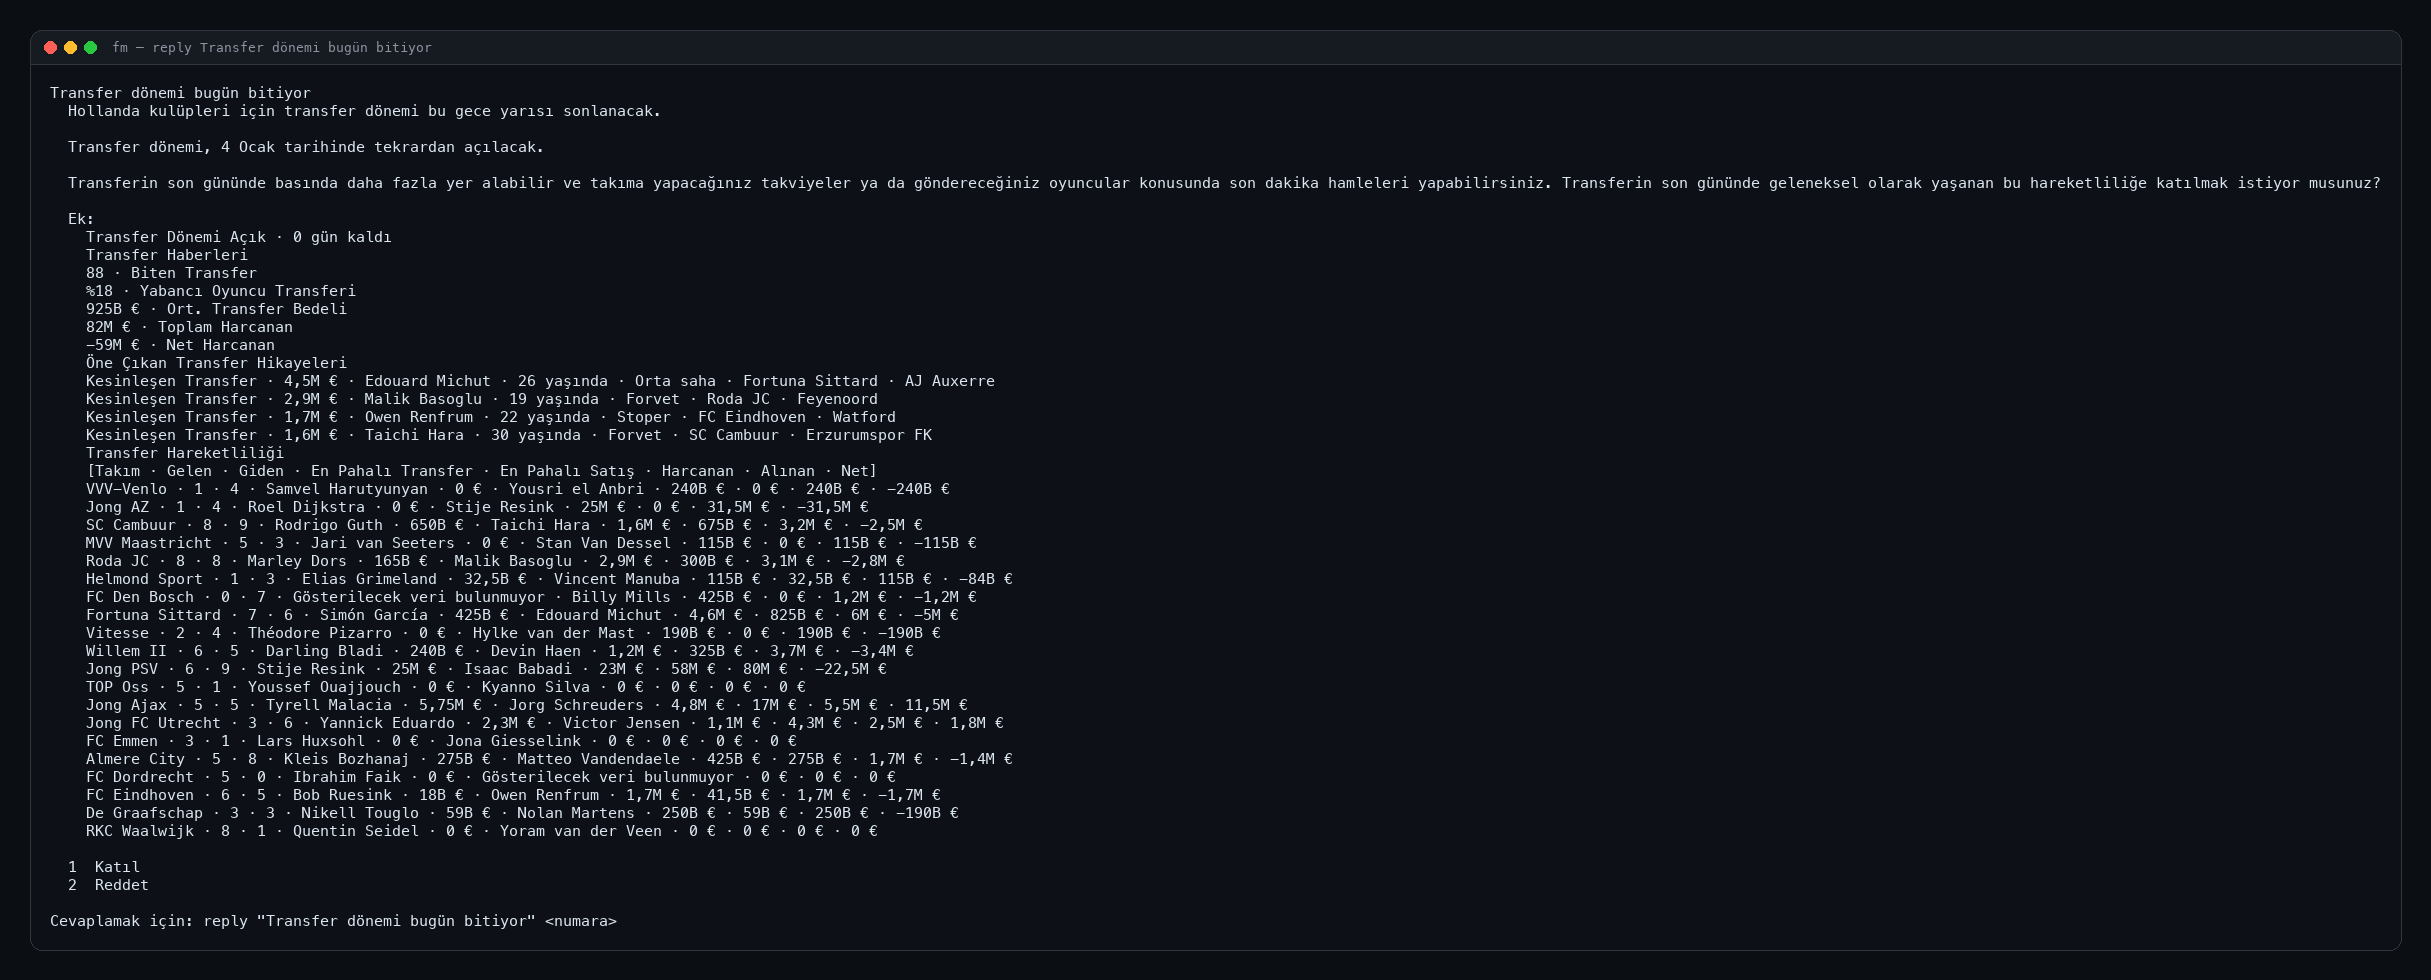 fm — reply Transfer dönemi bugün bitiyor
Transfer dönemi bugün bitiyor
Hollanda kulüpleri için transfer dönemi bu gece yarısı sonlanacak.
Transfer dönemi, 4 Ocak tarihinde tekrardan açılacak.
Transferin son gününde basında daha fazla yer alabilir ve takıma yapacağınız takviyeler ya da göndereceğiniz oyuncular konusunda son dakika hamleleri yapabilirsiniz. Transferin son gününde geleneksel olarak yaşanan bu hareketliliğe katılmak istiyor musunuz?
Ek:
Transfer Dönemi Açık · 0 gün kaldı
Transfer Haberleri
88 · Biten Transfer
%18 · Yabancı Oyuncu Transferi
925B € · Ort. Transfer Bedeli
82M € · Toplam Harcanan
−59M € · Net Harcanan
Öne Çıkan Transfer Hikayeleri
Kesinleşen Transfer · 4,5M € · Edouard Michut · 26 yaşında · Orta saha · Fortuna Sittard · AJ Auxerre
Kesinleşen Transfer · 2,9M € · Malik Basoglu · 19 yaşında · Forvet · Roda JC · Feyenoord
Kesinleşen Transfer · 1,7M € · Owen Renfrum · 22 yaşında · Stoper · FC Eindhoven · Watford
Kesinleşen Transfer · 1,6M € · Taichi Hara · 30 yaşında · Forvet · SC Cambuur · Erzurumspor FK
Transfer Hareketliliği
[Takım · Gelen · Giden · En Pahalı Transfer · En Pahalı Satış · Harcanan · Alınan · Net]
VVV−Venlo · 1 · 4 · Samvel Harutyunyan · 0 € · Yousri el Anbri · 240B € · 0 € · 240B € · −240B €
Jong AZ · 1 · 4 · Roel Dijkstra · 0 € · Stije Resink · 25M € · 0 € · 31,5M € · −31,5M €
SC Cambuur · 8 · 9 · Rodrigo Guth · 650B € · Taichi Hara · 1,6M € · 675B € · 3,2M € · −2,5M €
MVV Maastricht · 5 · 3 · Jari van Seeters · 0 € · Stan Van Dessel · 115B € · 0 € · 115B € · −115B €
Roda JC · 8 · 8 · Marley Dors · 165B € · Malik Basoglu · 2,9M € · 300B € · 3,1M € · −2,8M €
Helmond Sport · 1 · 3 · Elias Grimeland · 32,5B € · Vincent Manuba · 115B € · 32,5B € · 115B € · −84B €
FC Den Bosch · 0 · 7 · Gösterilecek veri bulunmuyor · Billy Mills · 425B € · 0 € · 1,2M € · −1,2M €
Fortuna Sittard · 7 · 6 · Simón García · 425B € · Edouard Michut · 4,6M € · 825B € · 6M € · −5M €
Vitesse · 2 · 4 · Théodore Pizarro · 0 € · Hylke van der Mast · 190B € · 0 € · 190B € · −190B €
Willem II · 6 · 5 · Darling Bladi · 240B € · Devin Haen · 1,2M € · 325B € · 3,7M € · −3,4M €
Jong PSV · 6 · 9 · Stije Resink · 25M € · Isaac Babadi · 23M € · 58M € · 80M € · −22,5M €
TOP Oss · 5 · 1 · Youssef Ouajjouch · 0 € · Kyanno Silva · 0 € · 0 € · 0 € · 0 €
Jong Ajax · 5 · 5 · Tyrell Malacia · 5,75M € · Jorg Schreuders · 4,8M € · 17M € · 5,5M € · 11,5M €
Jong FC Utrecht · 3 · 6 · Yannick Eduardo · 2,3M € · Victor Jensen · 1,1M € · 4,3M € · 2,5M € · 1,8M €
FC Emmen · 3 · 1 · Lars Huxsohl · 0 € · Jona Giesselink · 0 € · 0 € · 0 € · 0 €
Almere City · 5 · 8 · Kleis Bozhanaj · 275B € · Matteo Vandendaele · 425B € · 275B € · 1,7M € · −1,4M €
FC Dordrecht · 5 · 0 · Ibrahim Faik · 0 € · Gösterilecek veri bulunmuyor · 0 € · 0 € · 0 €
FC Eindhoven · 6 · 5 · Bob Ruesink · 18B € · Owen Renfrum · 1,7M € · 41,5B € · 1,7M € · −1,7M €
De Graafschap · 3 · 3 · Nikell Touglo · 59B € · Nolan Martens · 250B € · 59B € · 250B € · −190B €
RKC Waalwijk · 8 · 1 · Quentin Seidel · 0 € · Yoram van der Veen · 0 € · 0 € · 0 € · 0 €
1 Katıl
2 Reddet
Cevaplamak için: reply "Transfer dönemi bugün bitiyor" <numara>